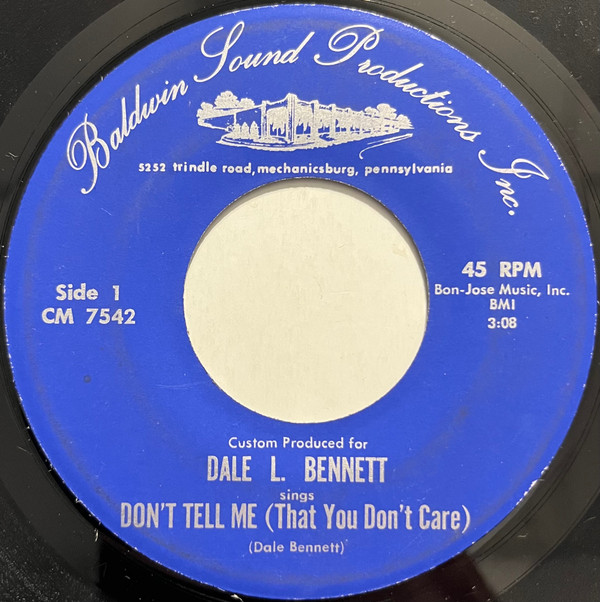 Baldwin Sound Productions Inc.
5252 trindle road, mechanicsburg, pennsylvania
Side 1
CM 7542
45 RPM
Bon-Jose Music, Inc.
BMI
3:08
Custom Produced for
DALE L. BENNETT
sings
DON'T TELL ME (That You Don't Care)
(Dale Bennett)